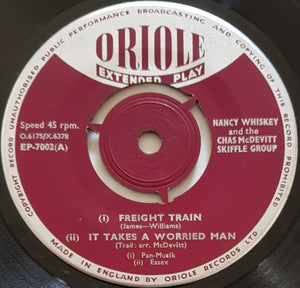 UNAUTHORISED PUBLIC PERFORMANCE BROADCASTING AND COPYING OF THIS RECORD
COPYRIGHT RECORD
ORIOLE
EXTENDED PLAY
Speed 45 rpm.
O.6175/X.6378
EP-7002(A)
NANCY WHISKEY
and the
CHAS McDEVITT
SKIFFLE GROUP
(i) FREIGHT TRAIN
(James—Williams)
(ii) IT TAKES A WORRIED MAN
(Trad: arr. McDevitt)
(i) Pan-Musik
(ii) Essex
MADE IN ENGLAND BY ORIOLE RECORDS LTD